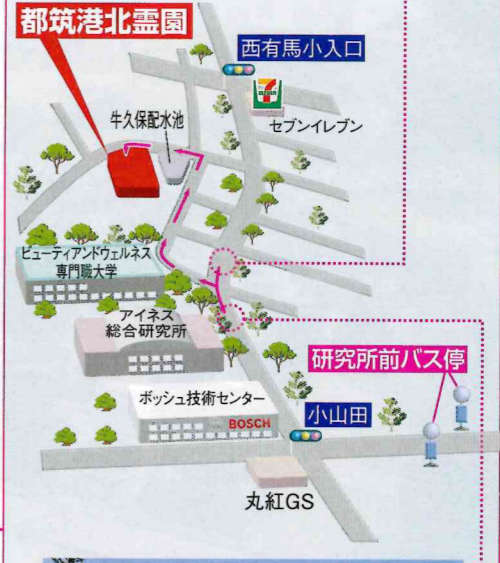 都筑港北霊園
西有馬小入口
セブンイレブン
牛久保配水池
ビューティアンドウェルネス
専門職大学
アイネス
総合研究所
研究所前バス停
ボッシュ技術センター
BOSCH
小山田
丸紅GS